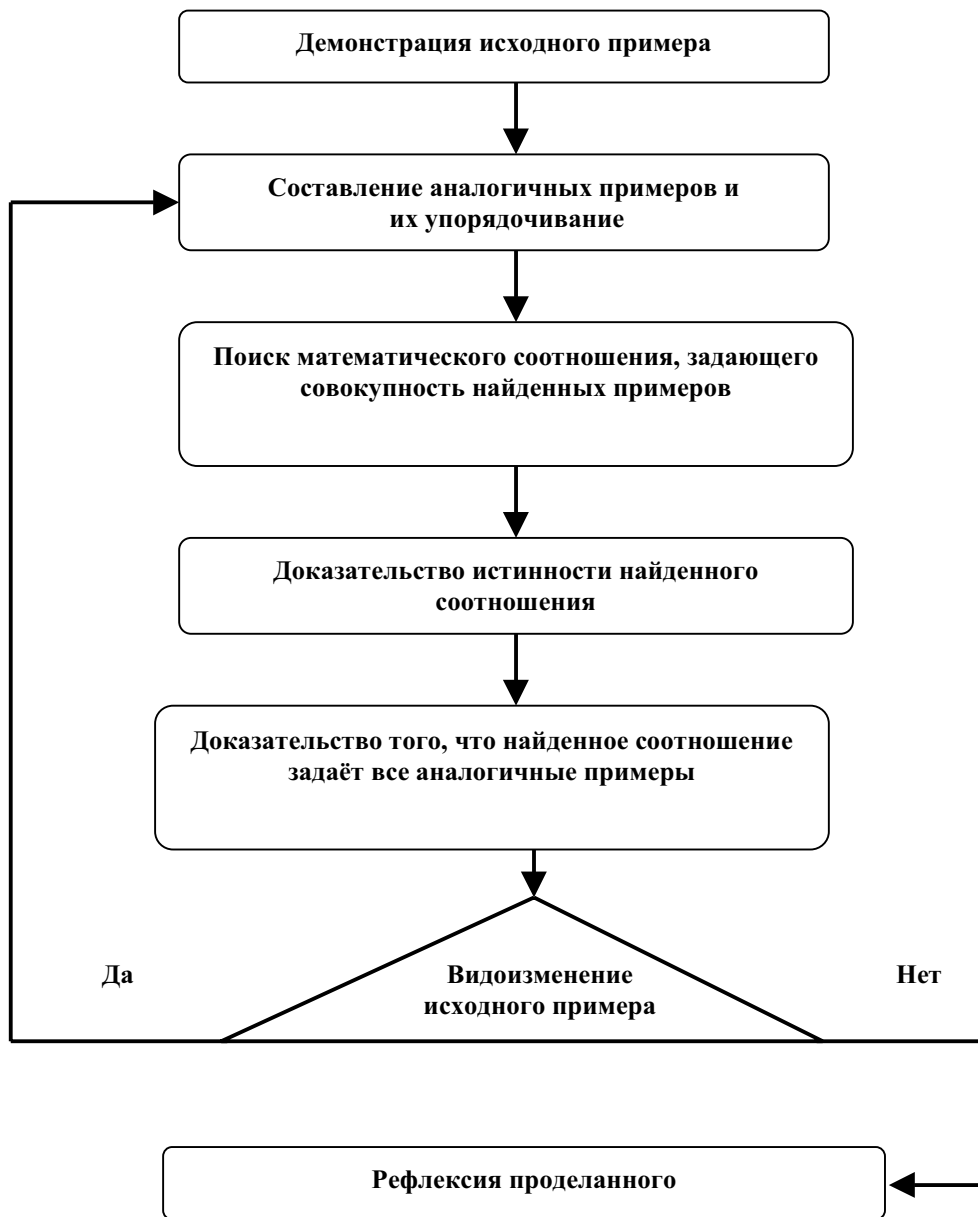 Демонстрация исходного примера
Составление аналогичных примеров и
их упорядочивание
Поиск математического соотношения, задающего
совокупность найденных примеров
Доказательство истинности найденного
соотношения
Доказательство того, что найденное соотношение
задаёт все аналогичные примеры
Да
Видоизменение
исходного примера
Нет
Рефлексия проделанного